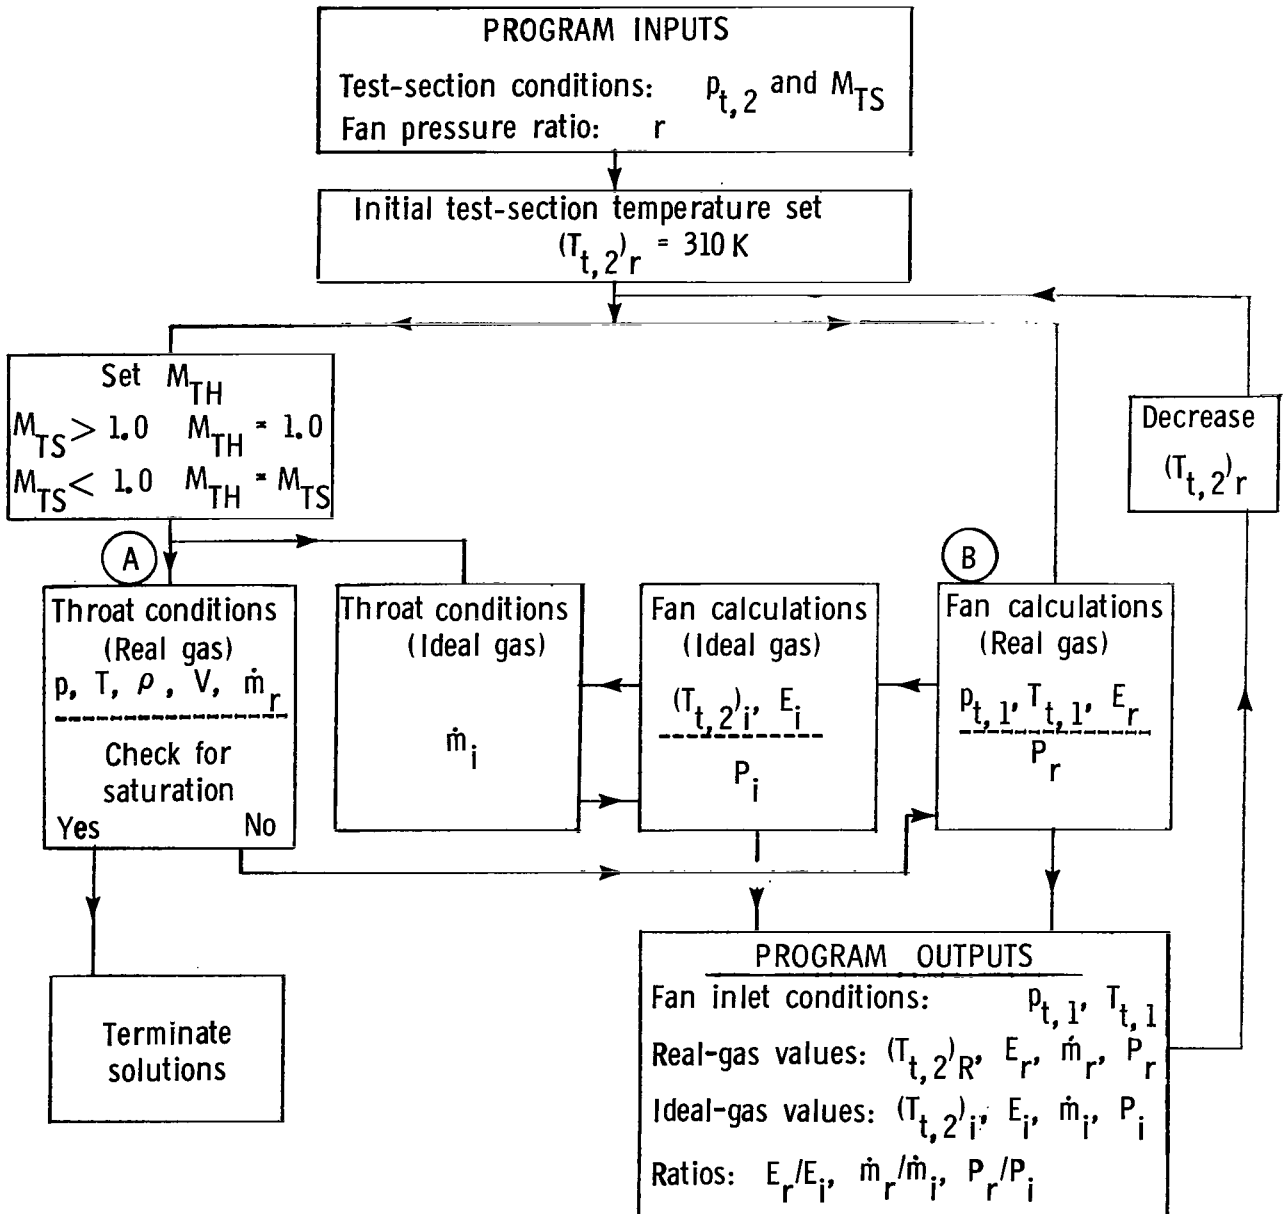 PROGRAM INPUTS
Test-section conditions: p_t,2 and M_TS
Fan pressure ratio: r
Initial test-section temperature set
(T_t,2)_r = 310 K
Set M_TH
M_TS > 1.0 M_TH = 1.0
M_TS < 1.0 M_TH = M_TS
Decrease
(T_t,2)_r
A
Throat conditions
(Real gas)
p, T, ρ, V, ṁ_r
Check for
saturation
Yes No
Throat conditions
(Ideal gas)
ṁ_i
Fan calculations
(Ideal gas)
(T_t,2)_i, E_i
P_i
B
Fan calculations
(Real gas)
p_t,1, T_t,1, E_r
P_r
Terminate
solutions
PROGRAM OUTPUTS
Fan inlet conditions: p_t,1, T_t,1
Real-gas values: (T_t,2)_R, E_r, ṁ_r, P_r
Ideal-gas values: (T_t,2)_i, E_i, ṁ_i, P_i
Ratios: E_r/E_i, ṁ_r/ṁ_i, P_r/P_i